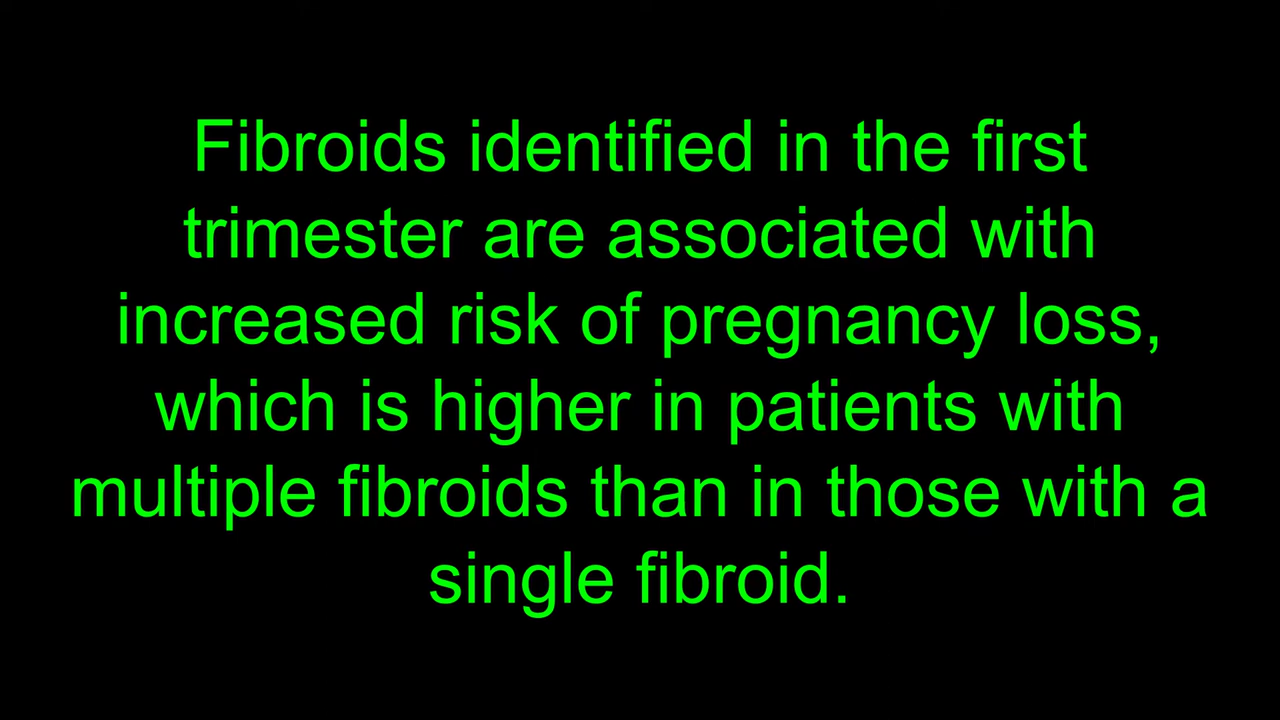 Fibroids identified in the first
trimester are associated with
increased risk of pregnancy loss,
which is higher in patients with
multiple fibroids than in those with a
single fibroid.